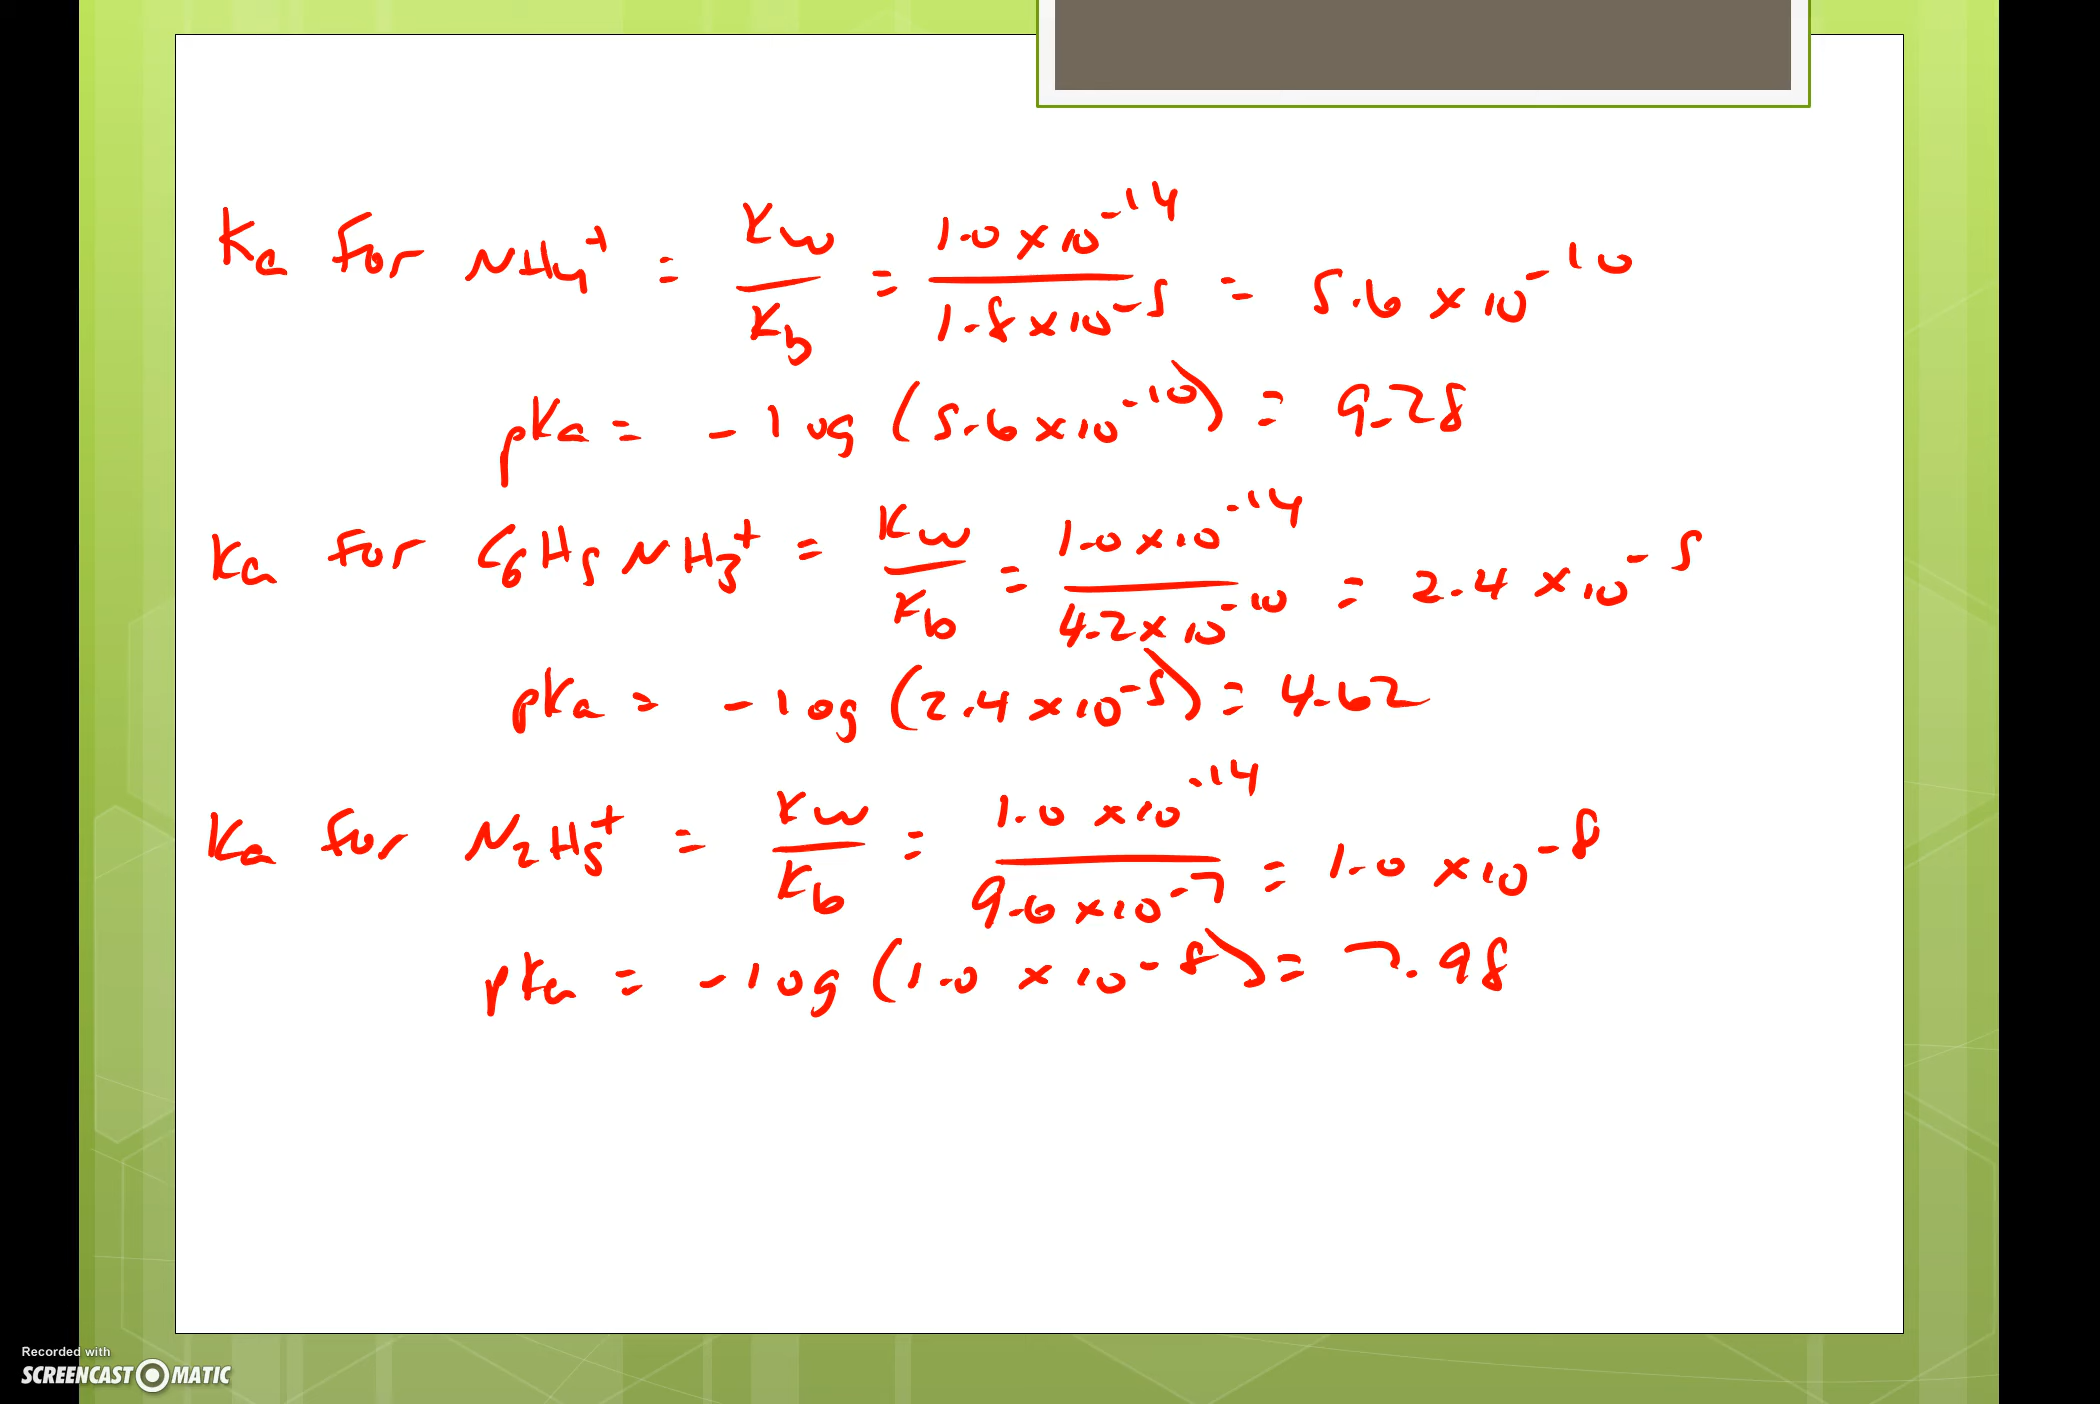 Ka for NH₄⁺ = Kw/Kb = 1.0 x 10⁻¹⁴ / 1.8 x 10⁻⁵ = 5.6 x 10⁻¹⁰
pKa = -log (5.6 x 10⁻¹⁰) = 9.28
Ka for C₆H₅NH₃⁺ = Kw/Kb = 1.0 x 10⁻¹⁴ / 4.2 x 10⁻¹⁰ = 2.4 x 10⁻⁵
pKa = -log (2.4 x 10⁻⁵) = 4.62
Ka for N₂H₅⁺ = Kw/Kb = 1.0 x 10⁻¹⁴ / 9.6 x 10⁻⁷ = 1.0 x 10⁻⁸
pKa = -log (1.0 x 10⁻⁸) = 7.98
Recorded with
SCREENCAST-O-MATIC